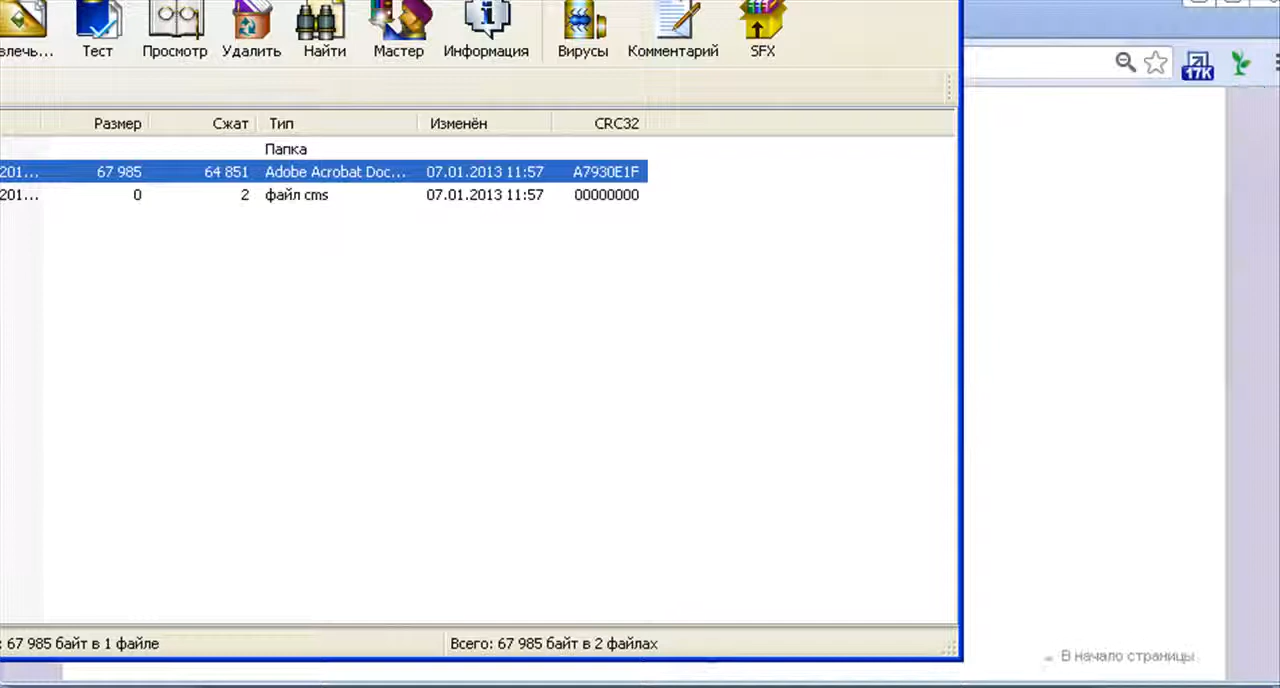 влечь... Тест Просмотр Удалить Найти Мастер Информация Вирусы Комментарий SFX
17K
Размер Сжат Тип Изменён CRC32
Папка
201... 67 985 64 851 Adobe Acrobat Doc... 07.01.2013 11:57 A7930E1F
201... 0 2 файл cms 07.01.2013 11:57 00000000
: 67 985 байт в 1 файле Всего: 67 985 байт в 2 файлах
В начало страницы